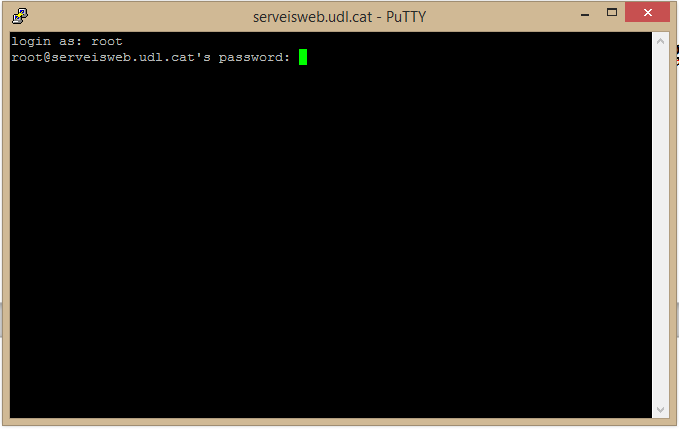 serveisweb.udl.cat - PuTTY
login as: root
root@serveisweb.udl.cat's password: